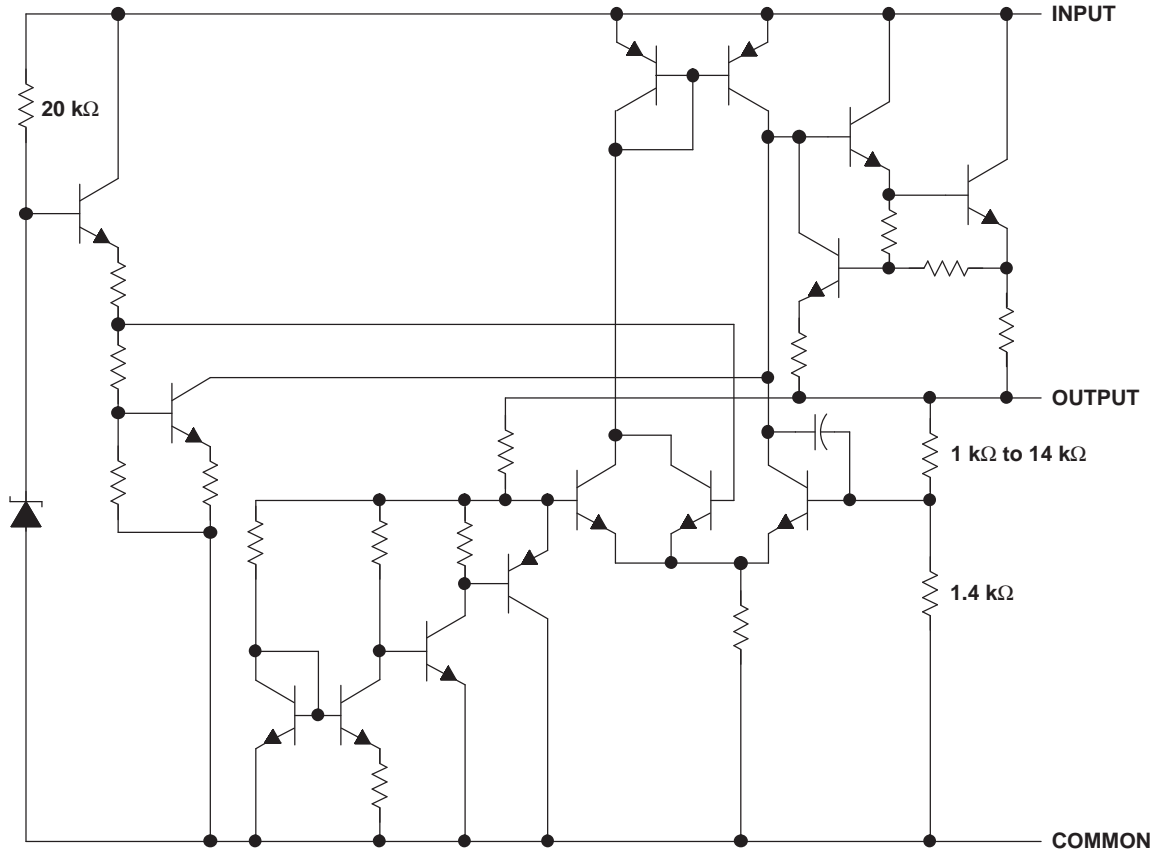 INPUT
20 kΩ
OUTPUT
1 kΩ to 14 kΩ
1.4 kΩ
COMMON